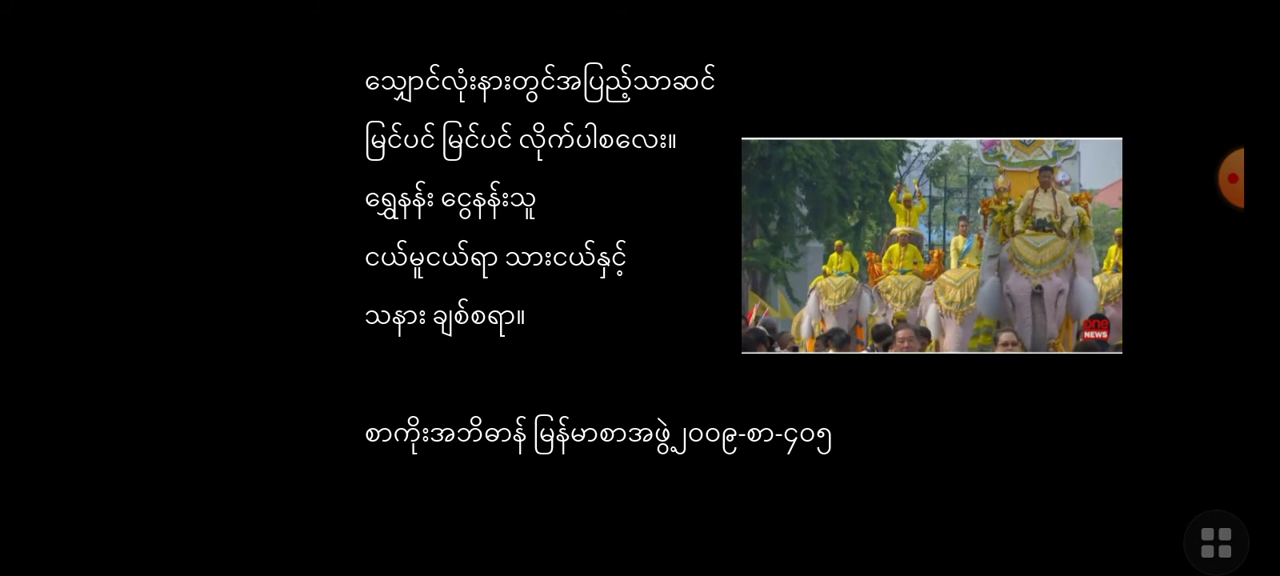 သျှောင်လုံးနားတွင်အပြည့်သာဆင်
မြင်ပင် မြင်ပင် လိုက်ပါစလေး။
ရွှေနန်း ငွေနန်းသူ
ငယ်မူငယ်ရာ သားငယ်နှင့်
သနား ချစ်စရာ။
one
NEWS
စာကိုးအဘိဓာန် မြန်မာစာအဖွဲ့၂၀၀၉-စာ-၄၀၅